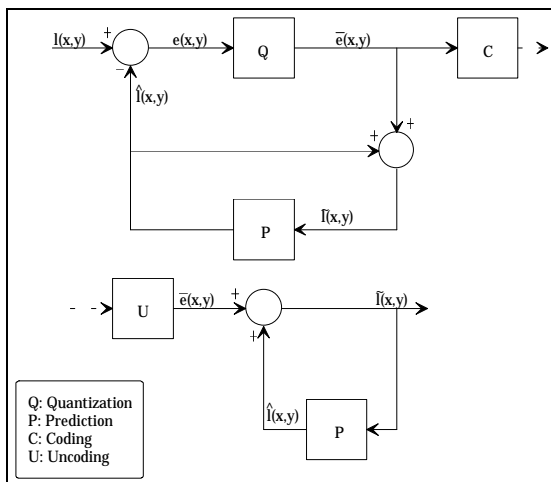 I(x,y)
+
−
e(x,y)
Q
e̅(x,y)
C
Î(x,y)
+
+
P
Ĩ(x,y)
U
e̅(x,y)
+
+
Ĩ(x,y)
Î(x,y)
P
Q: Quantization
P: Prediction
C: Coding
U: Uncoding